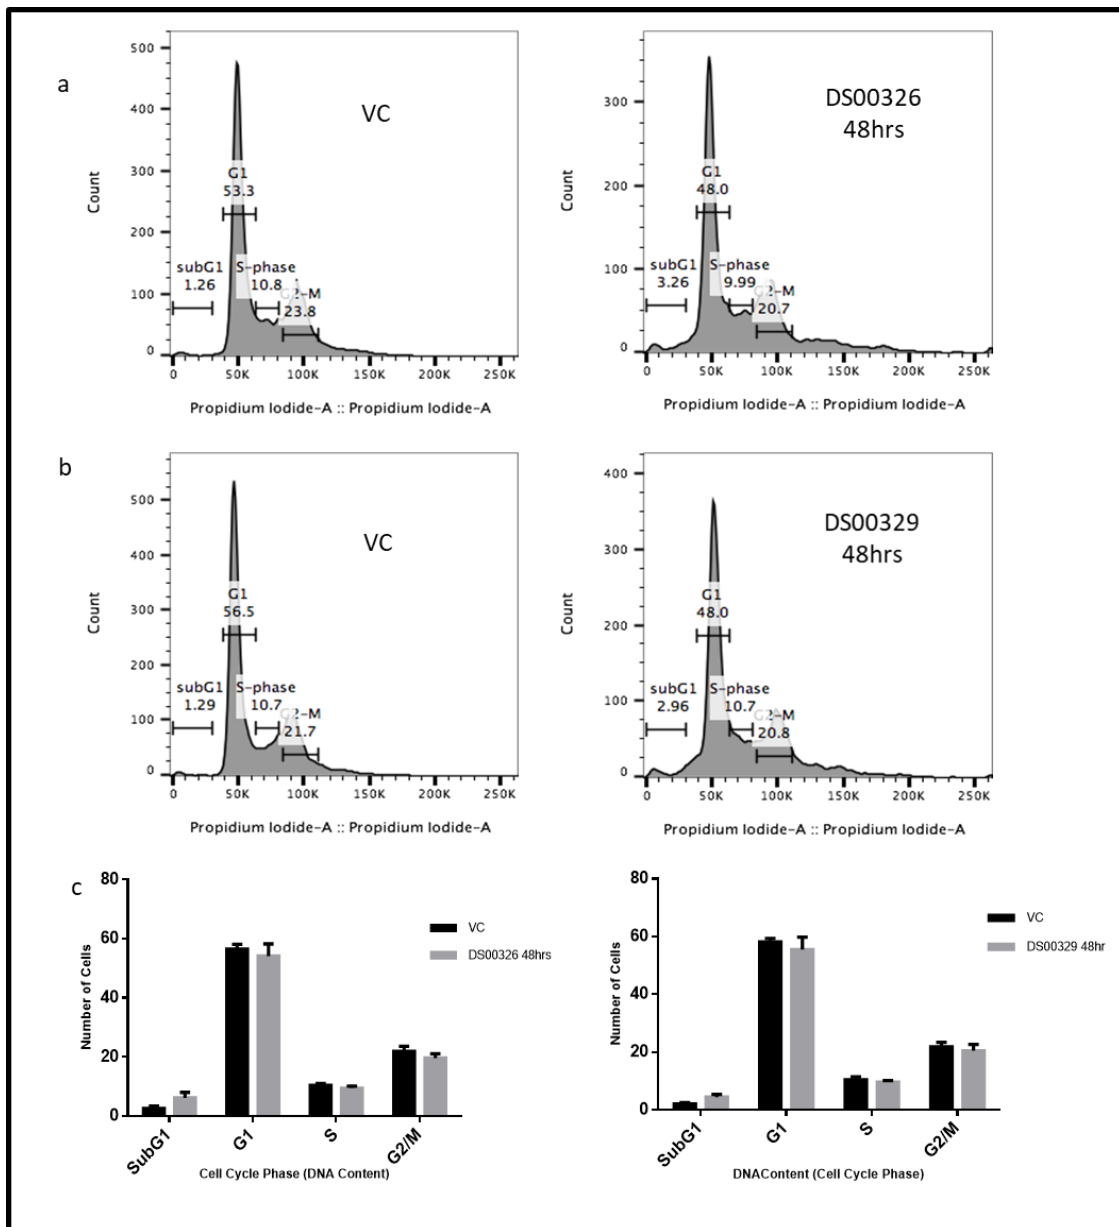 a
VC
500
400
300
200
100
0
Count
G1
53.3
subG1
1.26
S-phase
10.8
G2-M
23.8
0 50K 100K 150K 200K 250K
Propidium Iodide-A :: Propidium Iodide-A
DS00326
48hrs
300
200
100
0
Count
G1
48.0
subG1
3.26
S-phase
9.99
G2-M
20.7
0 50K 100K 150K 200K 250K
Propidium Iodide-A :: Propidium Iodide-A
b
VC
500
400
300
200
100
0
Count
G1
56.5
subG1
1.29
S-phase
10.7
G2-M
21.7
0 50K 100K 150K 200K 250K
Propidium Iodide-A :: Propidium Iodide-A
DS00329
48hrs
400
300
200
100
0
Count
G1
48.0
subG1
2.96
S-phase
10.7
G2-M
20.8
0 50K 100K 150K 200K 250K
Propidium Iodide-A :: Propidium Iodide-A
c
80
60
40
20
0
Number of Cells
VC
DS00326 48hrs
SubG1 G1 S G2/M
Cell Cycle Phase (DNA Content)
80
60
40
20
0
Number of Cells
VC
DS00329 48hr
SubG1 G1 S G2/M
DNAContent (Cell Cycle Phase)